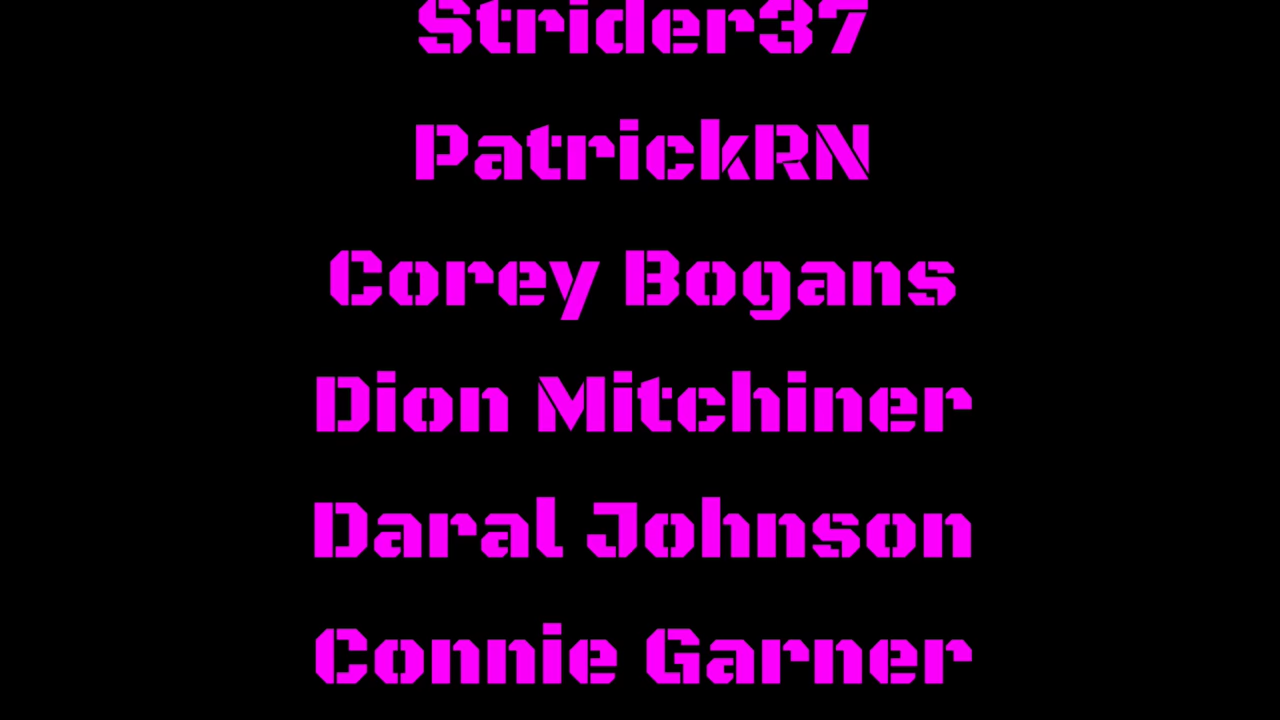 Strider37
PatrickRN
Corey Bogans
Dion Mitchiner
Daral Johnson
Connie Garner